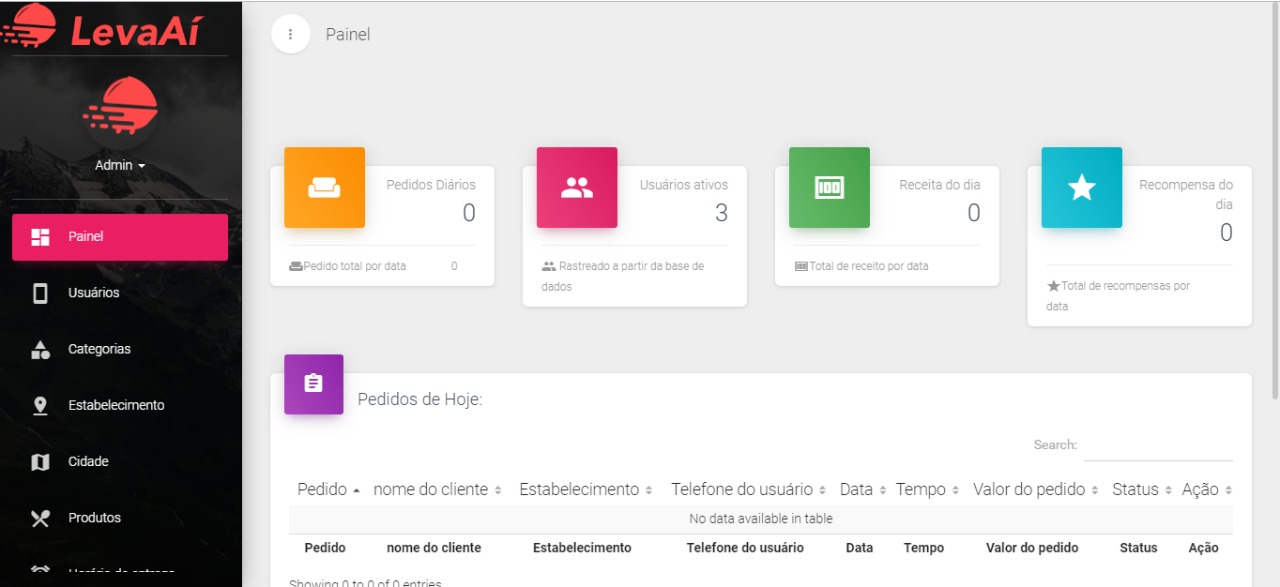 LevaAí
Admin
Painel
Usuários
Categorias
Estabelecimento
Cidade
Produtos
Horário de entrega
Painel
Pedidos Diários
0
Pedido total por data 0
Usuários ativos
3
Rastreado a partir da base de
dados
Receita do dia
0
Total de receito por data
Recompensa do
dia
0
Total de recompensas por
data
Pedidos de Hoje:
Search:
Pedido nome do cliente Estabelecimento Telefone do usuário Data Tempo Valor do pedido Status Ação
No data available in table
Pedido nome do cliente Estabelecimento Telefone do usuário Data Tempo Valor do pedido Status Ação
Showing 0 to 0 of 0 entries